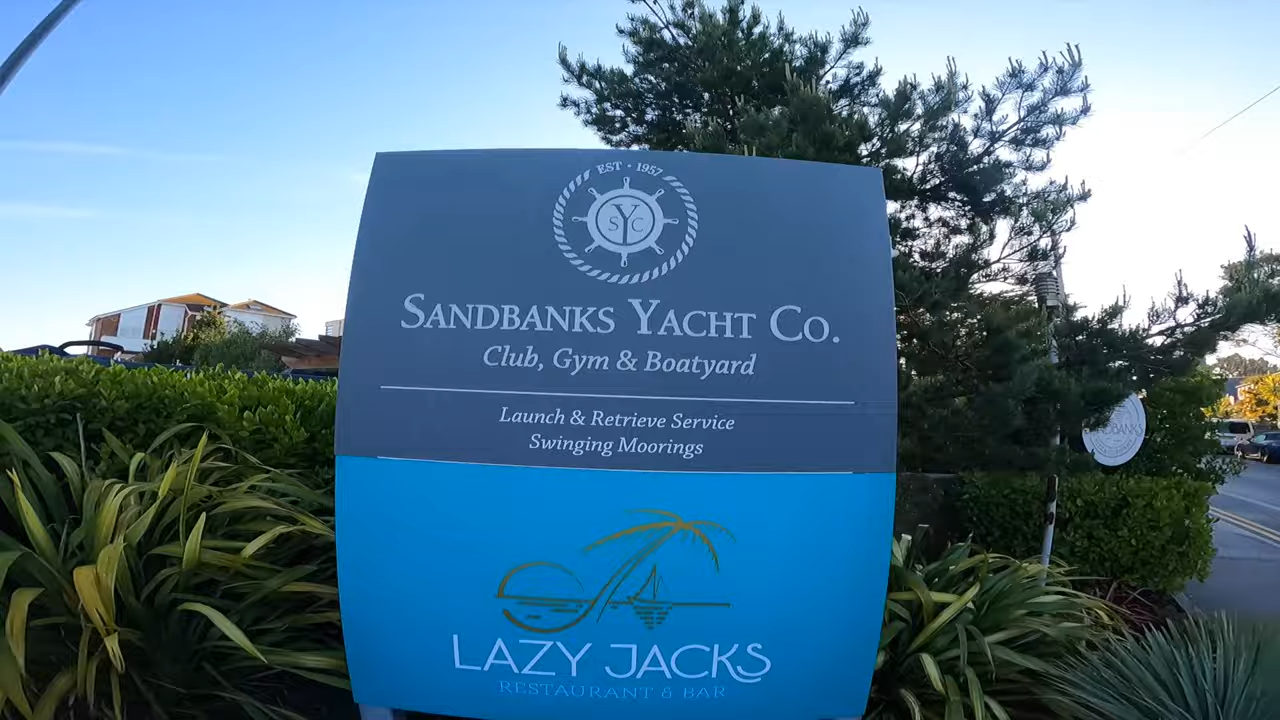 EST • 1957
SYC
SANDBANKS YACHT CO.
Club, Gym & Boatyard
Launch & Retrieve Service
Swinging Moorings
LAZY JACKS
RESTAURANT & BAR